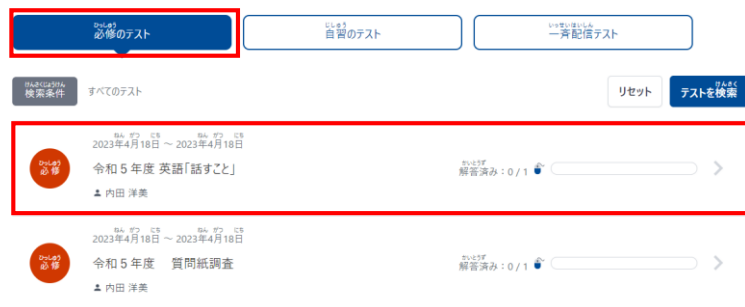 ひっしゅう
必修のテスト
じしゅう
自習のテスト
いっせいはいしん
一斉配信テスト
けんさくじょうけん
検索条件
すべてのテスト
リセット
けんさく
テストを検索
ねん がつ にち ねん がつ にち
2023年4月18日 ～ 2023年4月18日
ひっしゅう
必修
令和5年度 英語「話すこと」
かいとうず
解答済み：0 / 1
内田 洋美
ねん がつ にち ねん がつ にち
2023年4月18日 ～ 2023年4月18日
ひっしゅう
必修
令和5年度 質問紙調査
かいとうず
解答済み：0 / 1
内田 洋美